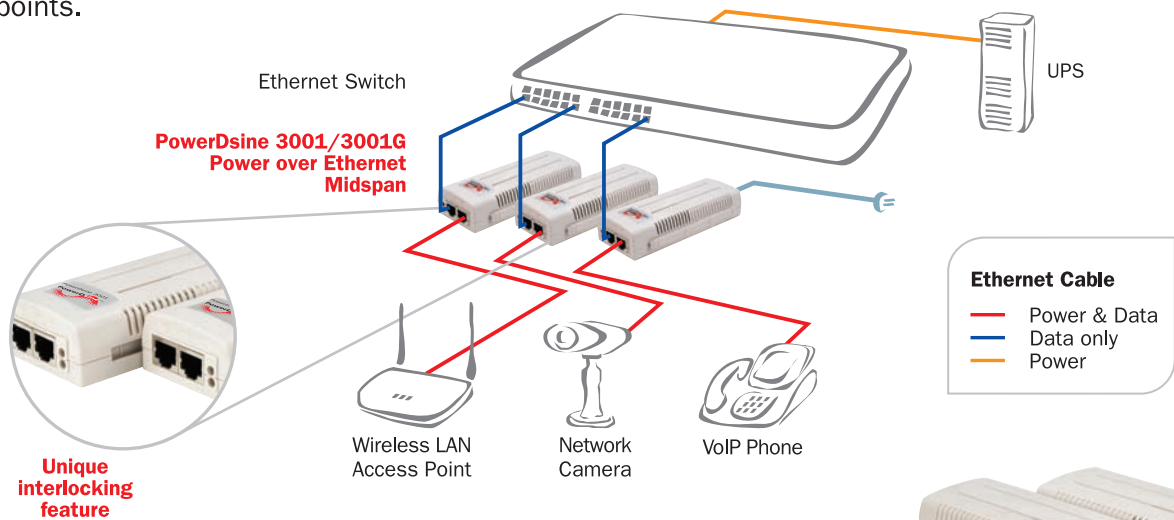 points.
Ethernet Switch
UPS
PowerDsine 3001/3001G
Power over Ethernet
Midspan
Ethernet Cable
Power & Data
Data only
Power
Wireless LAN
Access Point
Network
Camera
VoIP Phone
Unique
interlocking
feature